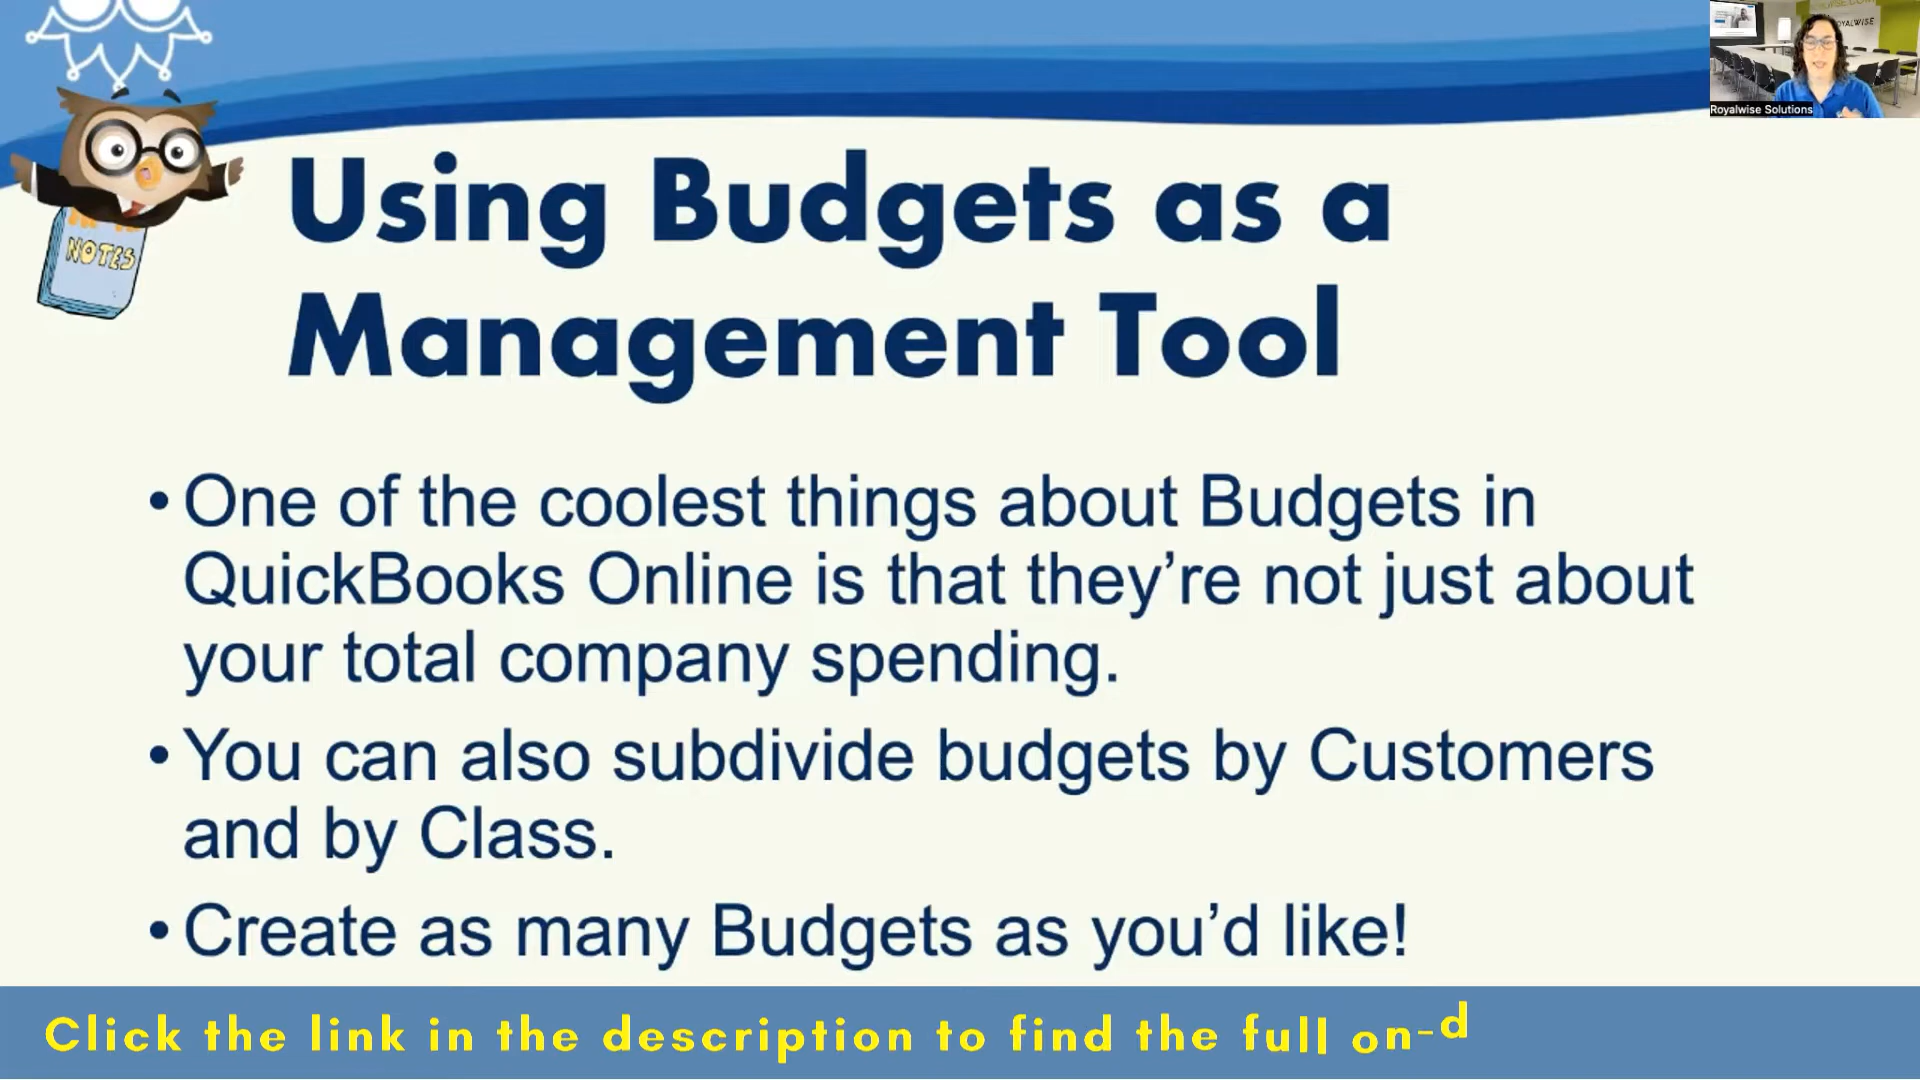 ROYALWISE
Royalwise Solutions
NOTES
Using Budgets as a
Management Tool
• One of the coolest things about Budgets in
QuickBooks Online is that they’re not just about
your total company spending.
• You can also subdivide budgets by Customers
and by Class.
• Create as many Budgets as you’d like!
Click the link in the description to find the full on-d